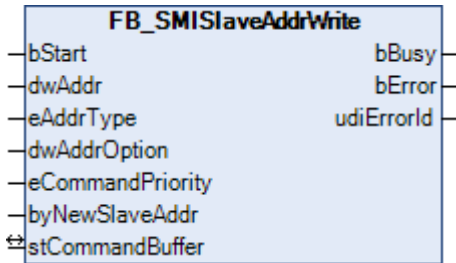 FB_SMISlaveAddrWrite
bStart bBusy
dwAddr bError
eAddrType udiErrorId
dwAddrOption
eCommandPriority
byNewSlaveAddr
stCommandBuffer